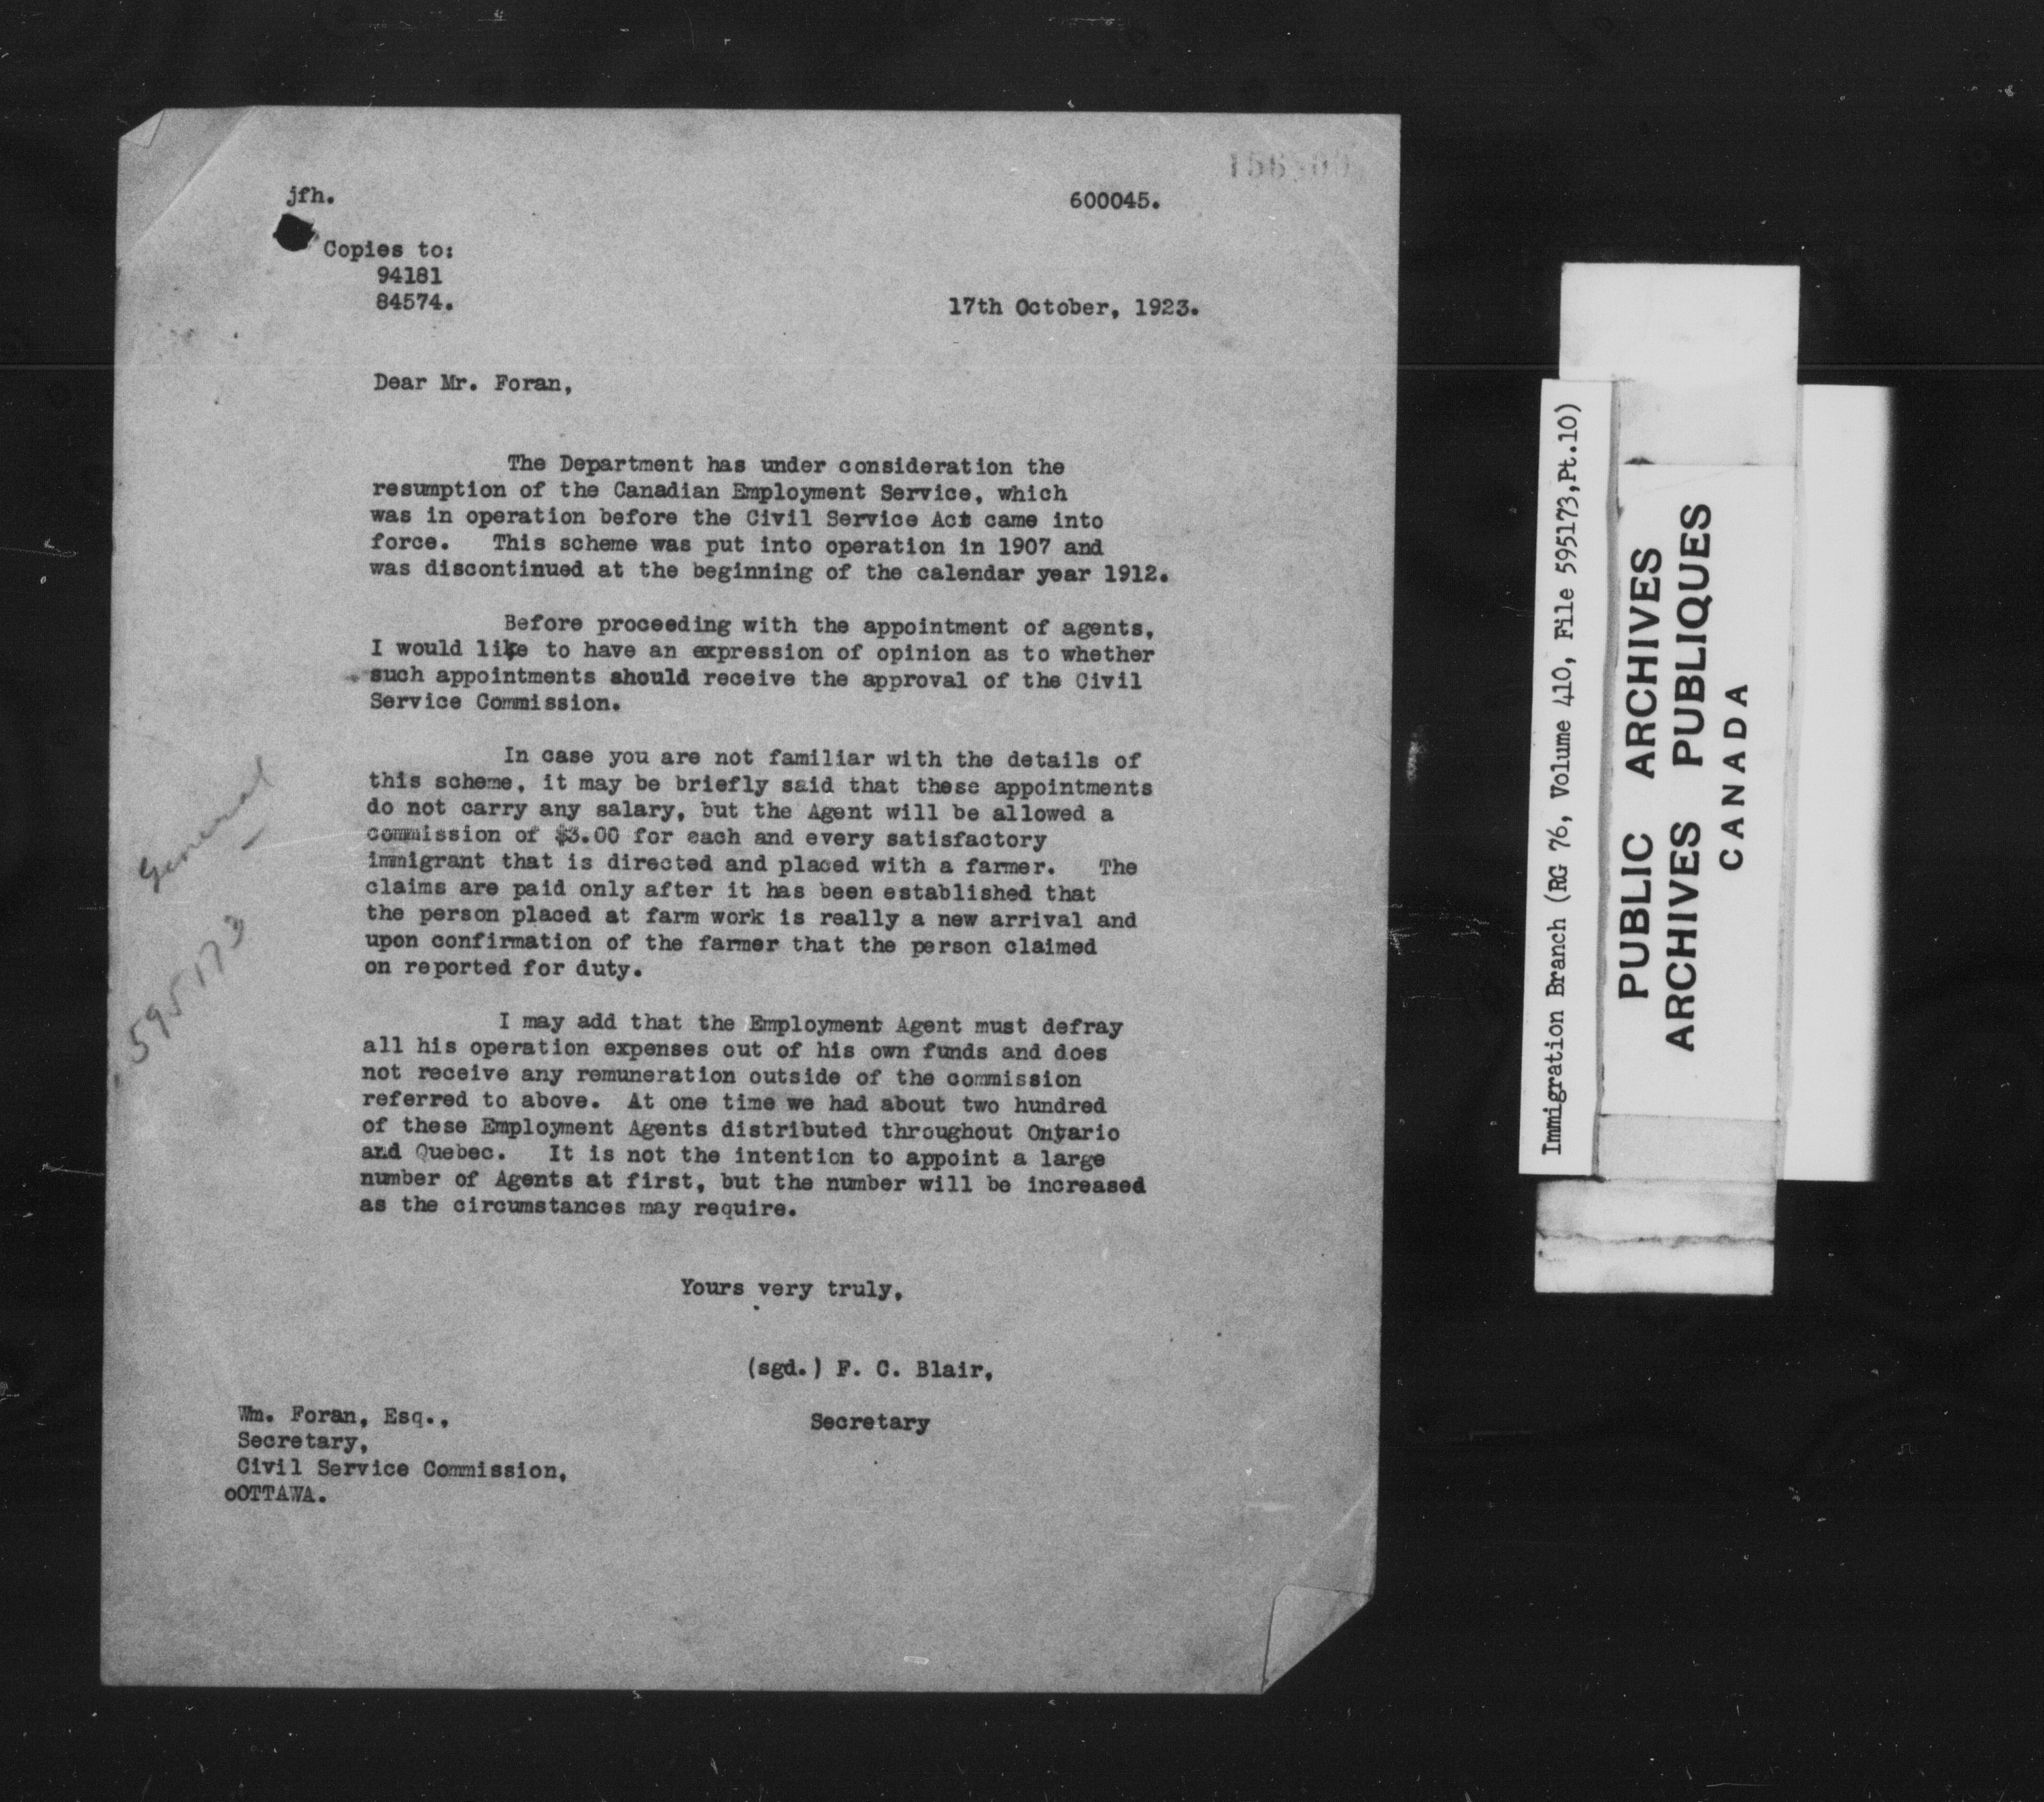 jfh.
600045.
Copies to:
94181
84574.
17th October, 1923.
Dear Mr. Foran,
The Department has under consideration the
resumption of the Canadian Employment Service, which
was in operation before the Civil Service Act came into
force. This scheme was put into operation in 1907 and
was discontinued at the beginning of the calendar year 1912.
Before proceeding with the appointment of agents,
I would like to have an expression of opinion as to whether
such appointments should receive the approval of the Civil
Service Commission.
In case you are not familiar with the details of
this scheme, it may be briefly said that these appointments
do not carry any salary, but the Agent will be allowed a
commission of $3.00 for each and every satisfactory
immigrant that is directed and placed with a farmer. The
claims are paid only after it has been established that
the person placed at farm work is really a new arrival and
upon confirmation of the farmer that the person claimed
on reported for duty.
I may add that the Employment Agent must defray
all his operation expenses out of his own funds and does
not receive any remuneration outside of the commission
referred to above. At one time we had about two hundred
of these Employment Agents distributed throughout Ontario
and Quebec. It is not the intention to appoint a large
number of Agents at first, but the number will be increased
as the circumstances may require.
Yours very truly,
(sgd.) F. C. Blair,
Secretary
Wm. Foran, Esq.,
Secretary,
Civil Service Commission,
oOTTAWA.
General
595173
Immigration Branch (RG 76, Volume 410, File 595173,Pt.10)
PUBLIC ARCHIVES
ARCHIVES PUBLIQUES
CANADA